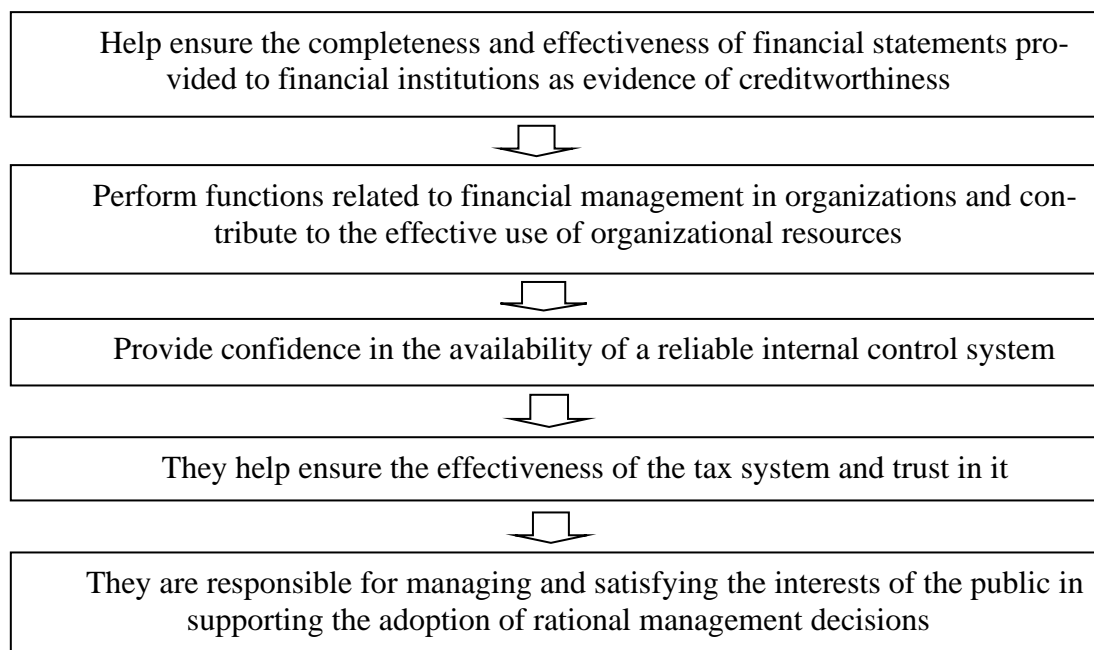 Help ensure the completeness and effectiveness of financial statements pro-
vided to financial institutions as evidence of creditworthiness
Perform functions related to financial management in organizations and con-
tribute to the effective use of organizational resources
Provide confidence in the availability of a reliable internal control system
They help ensure the effectiveness of the tax system and trust in it
They are responsible for managing and satisfying the interests of the public in
supporting the adoption of rational management decisions